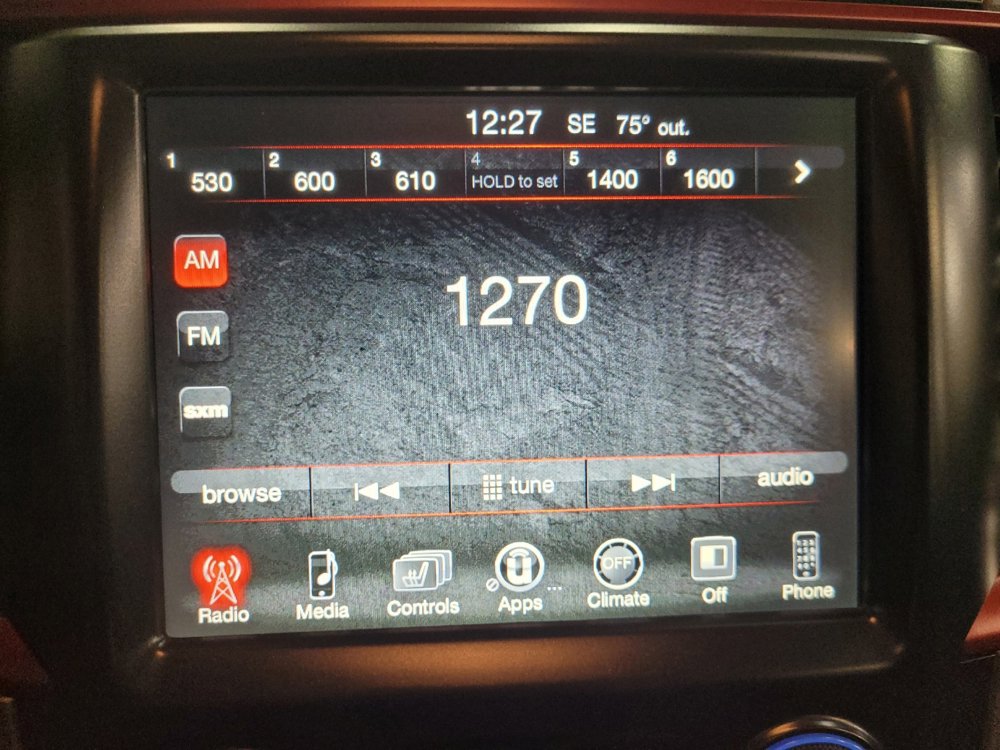 12:27 SE 75° out.
1 2 3 4 5 6
530 600 610 HOLD to set 1400 1600
AM
1270
FM
sxm
browse tune audio
OFF
Radio Media Controls Apps ... Climate Off Phone